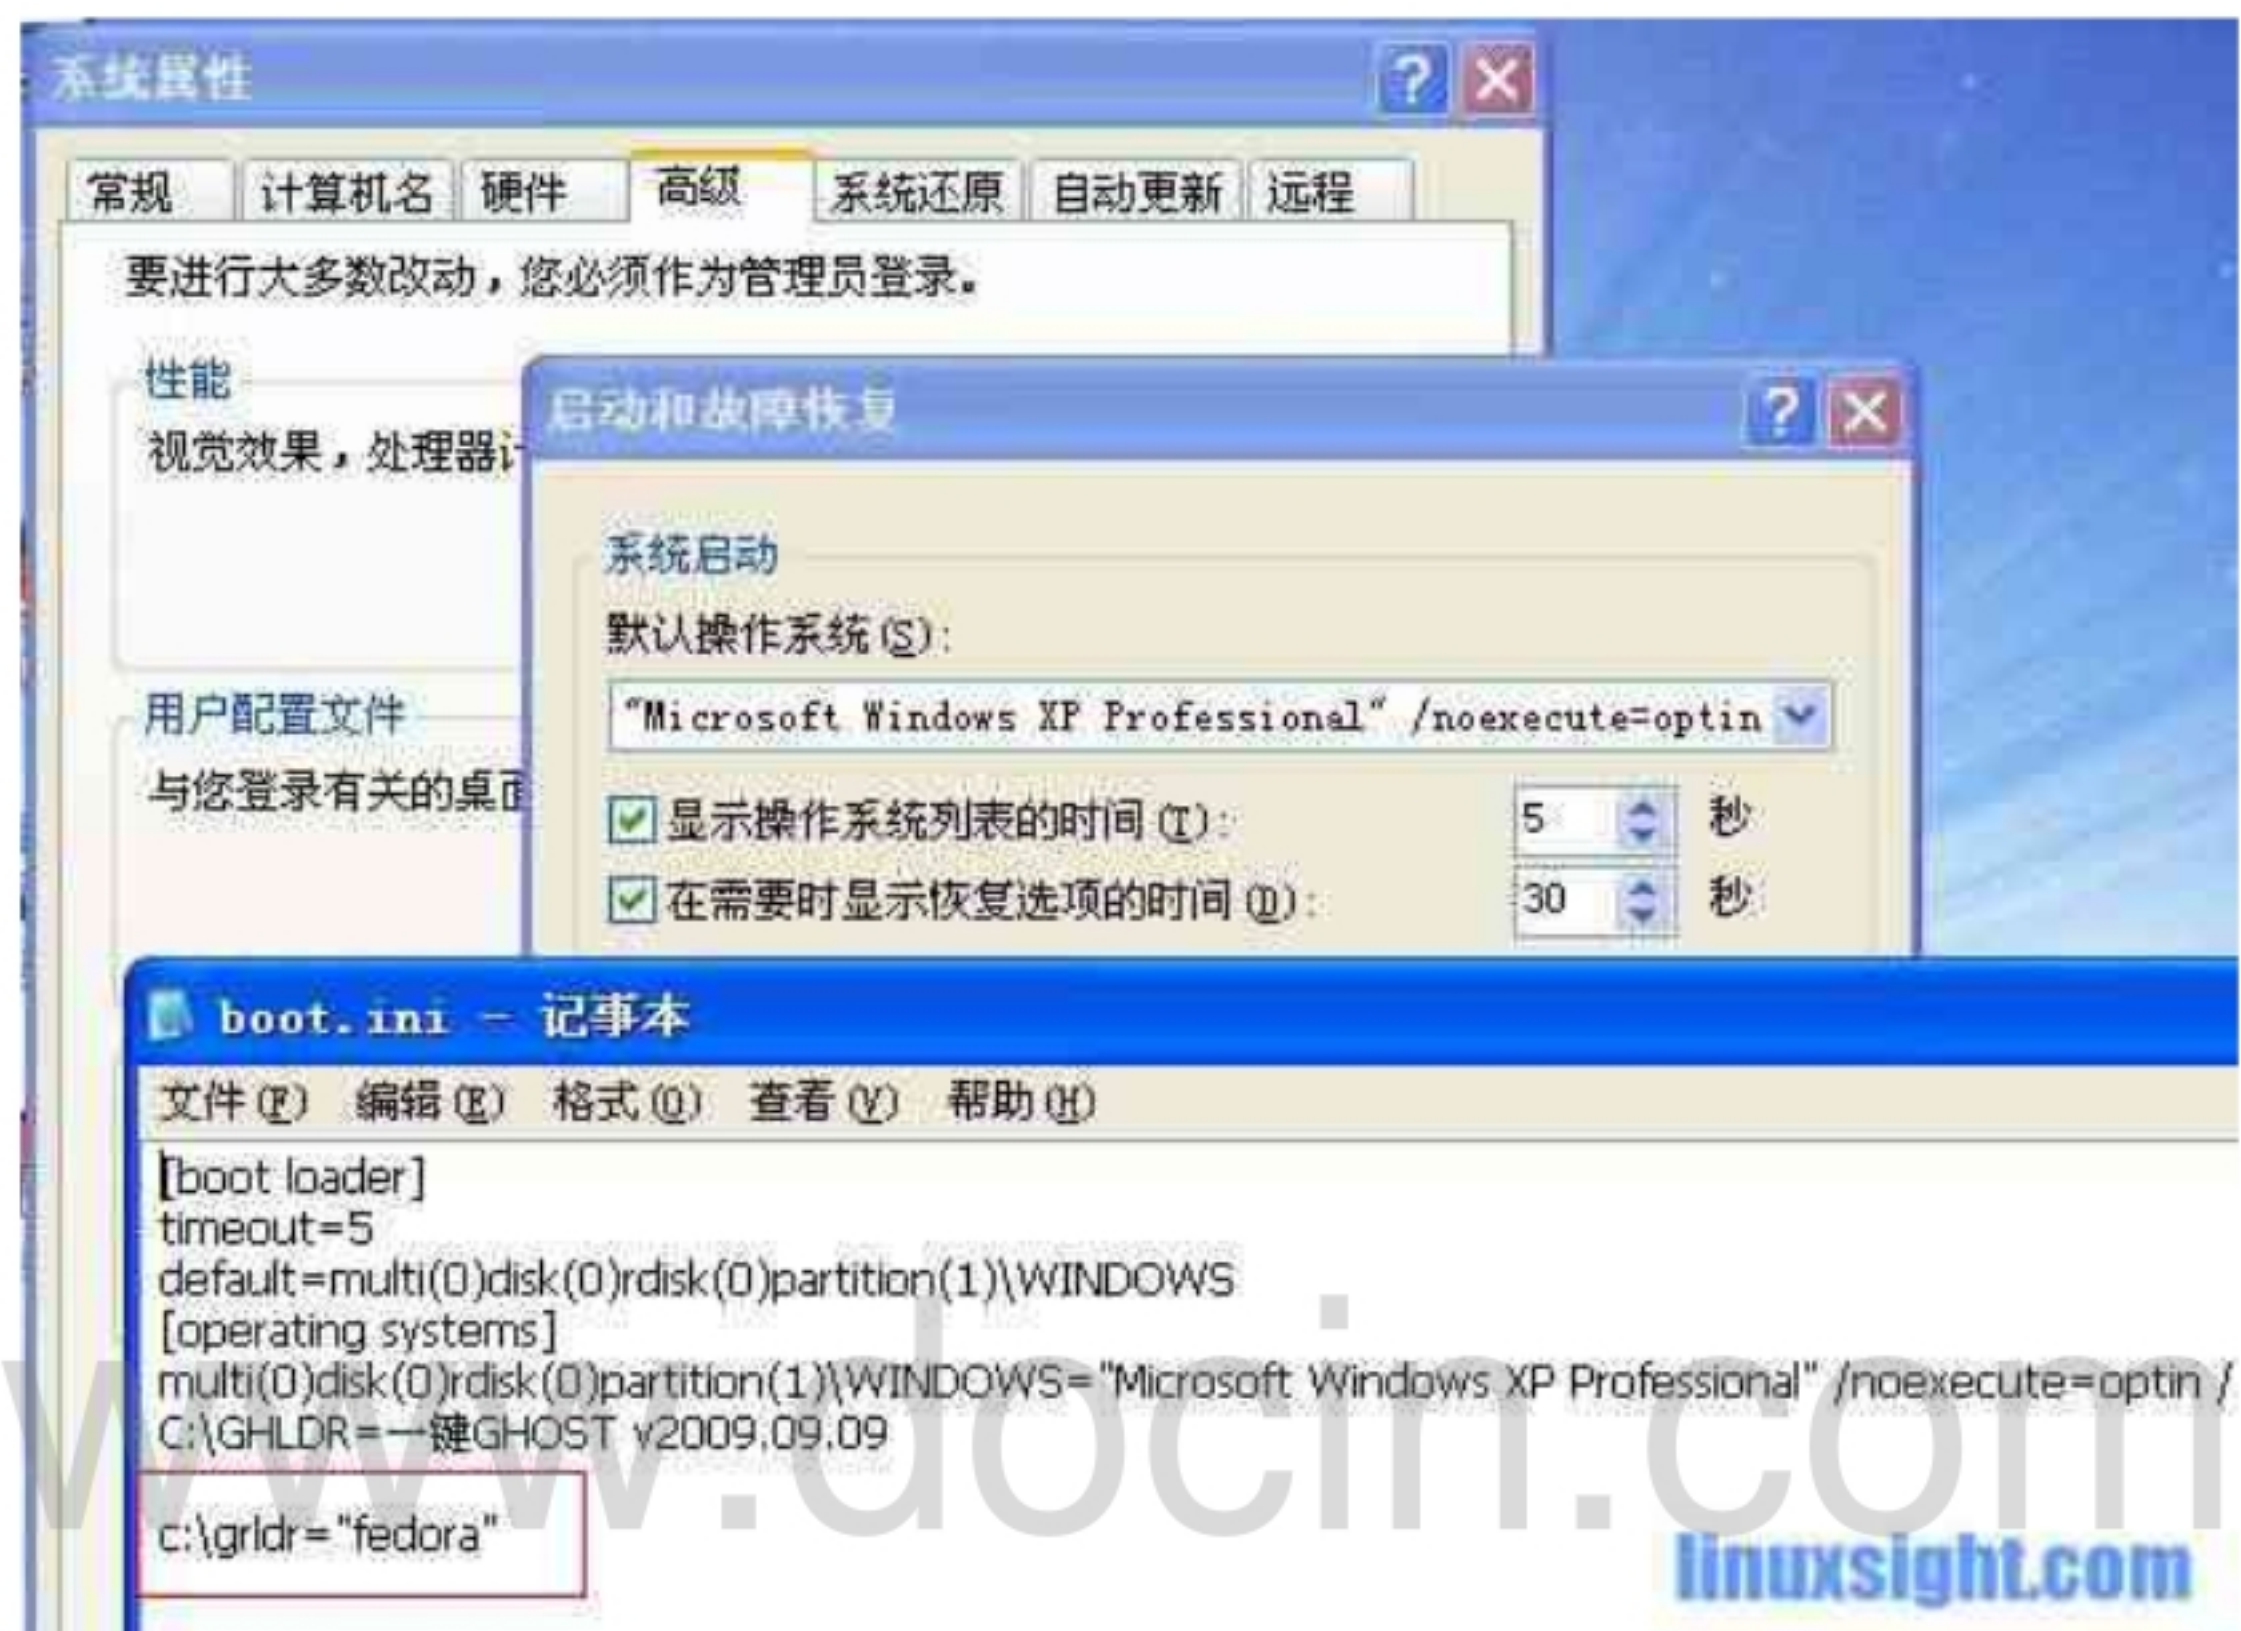 系统属性
常规 计算机名 硬件 高级 系统还原 自动更新 远程
要进行大多数改动，您必须作为管理员登录。
性能
视觉效果，处理器计
用户配置文件
与您登录有关的桌面
启动和故障恢复
系统启动
默认操作系统(S):
"Microsoft Windows XP Professional" /noexecute=optin
显示操作系统列表的时间(T): 5 秒
在需要时显示恢复选项的时间(D): 30 秒
boot.ini - 记事本
文件(F) 编辑(E) 格式(O) 查看(V) 帮助(H)
[boot loader]
timeout=5
default=multi(0)disk(0)rdisk(0)partition(1)\WINDOWS
[operating systems]
multi(0)disk(0)rdisk(0)partition(1)\WINDOWS="Microsoft Windows XP Professional" /noexecute=optin /
C:\GHLDR=一键GHOST v2009.09.09
c:\grldr="fedora"
www.docin.com
linuxsight.com